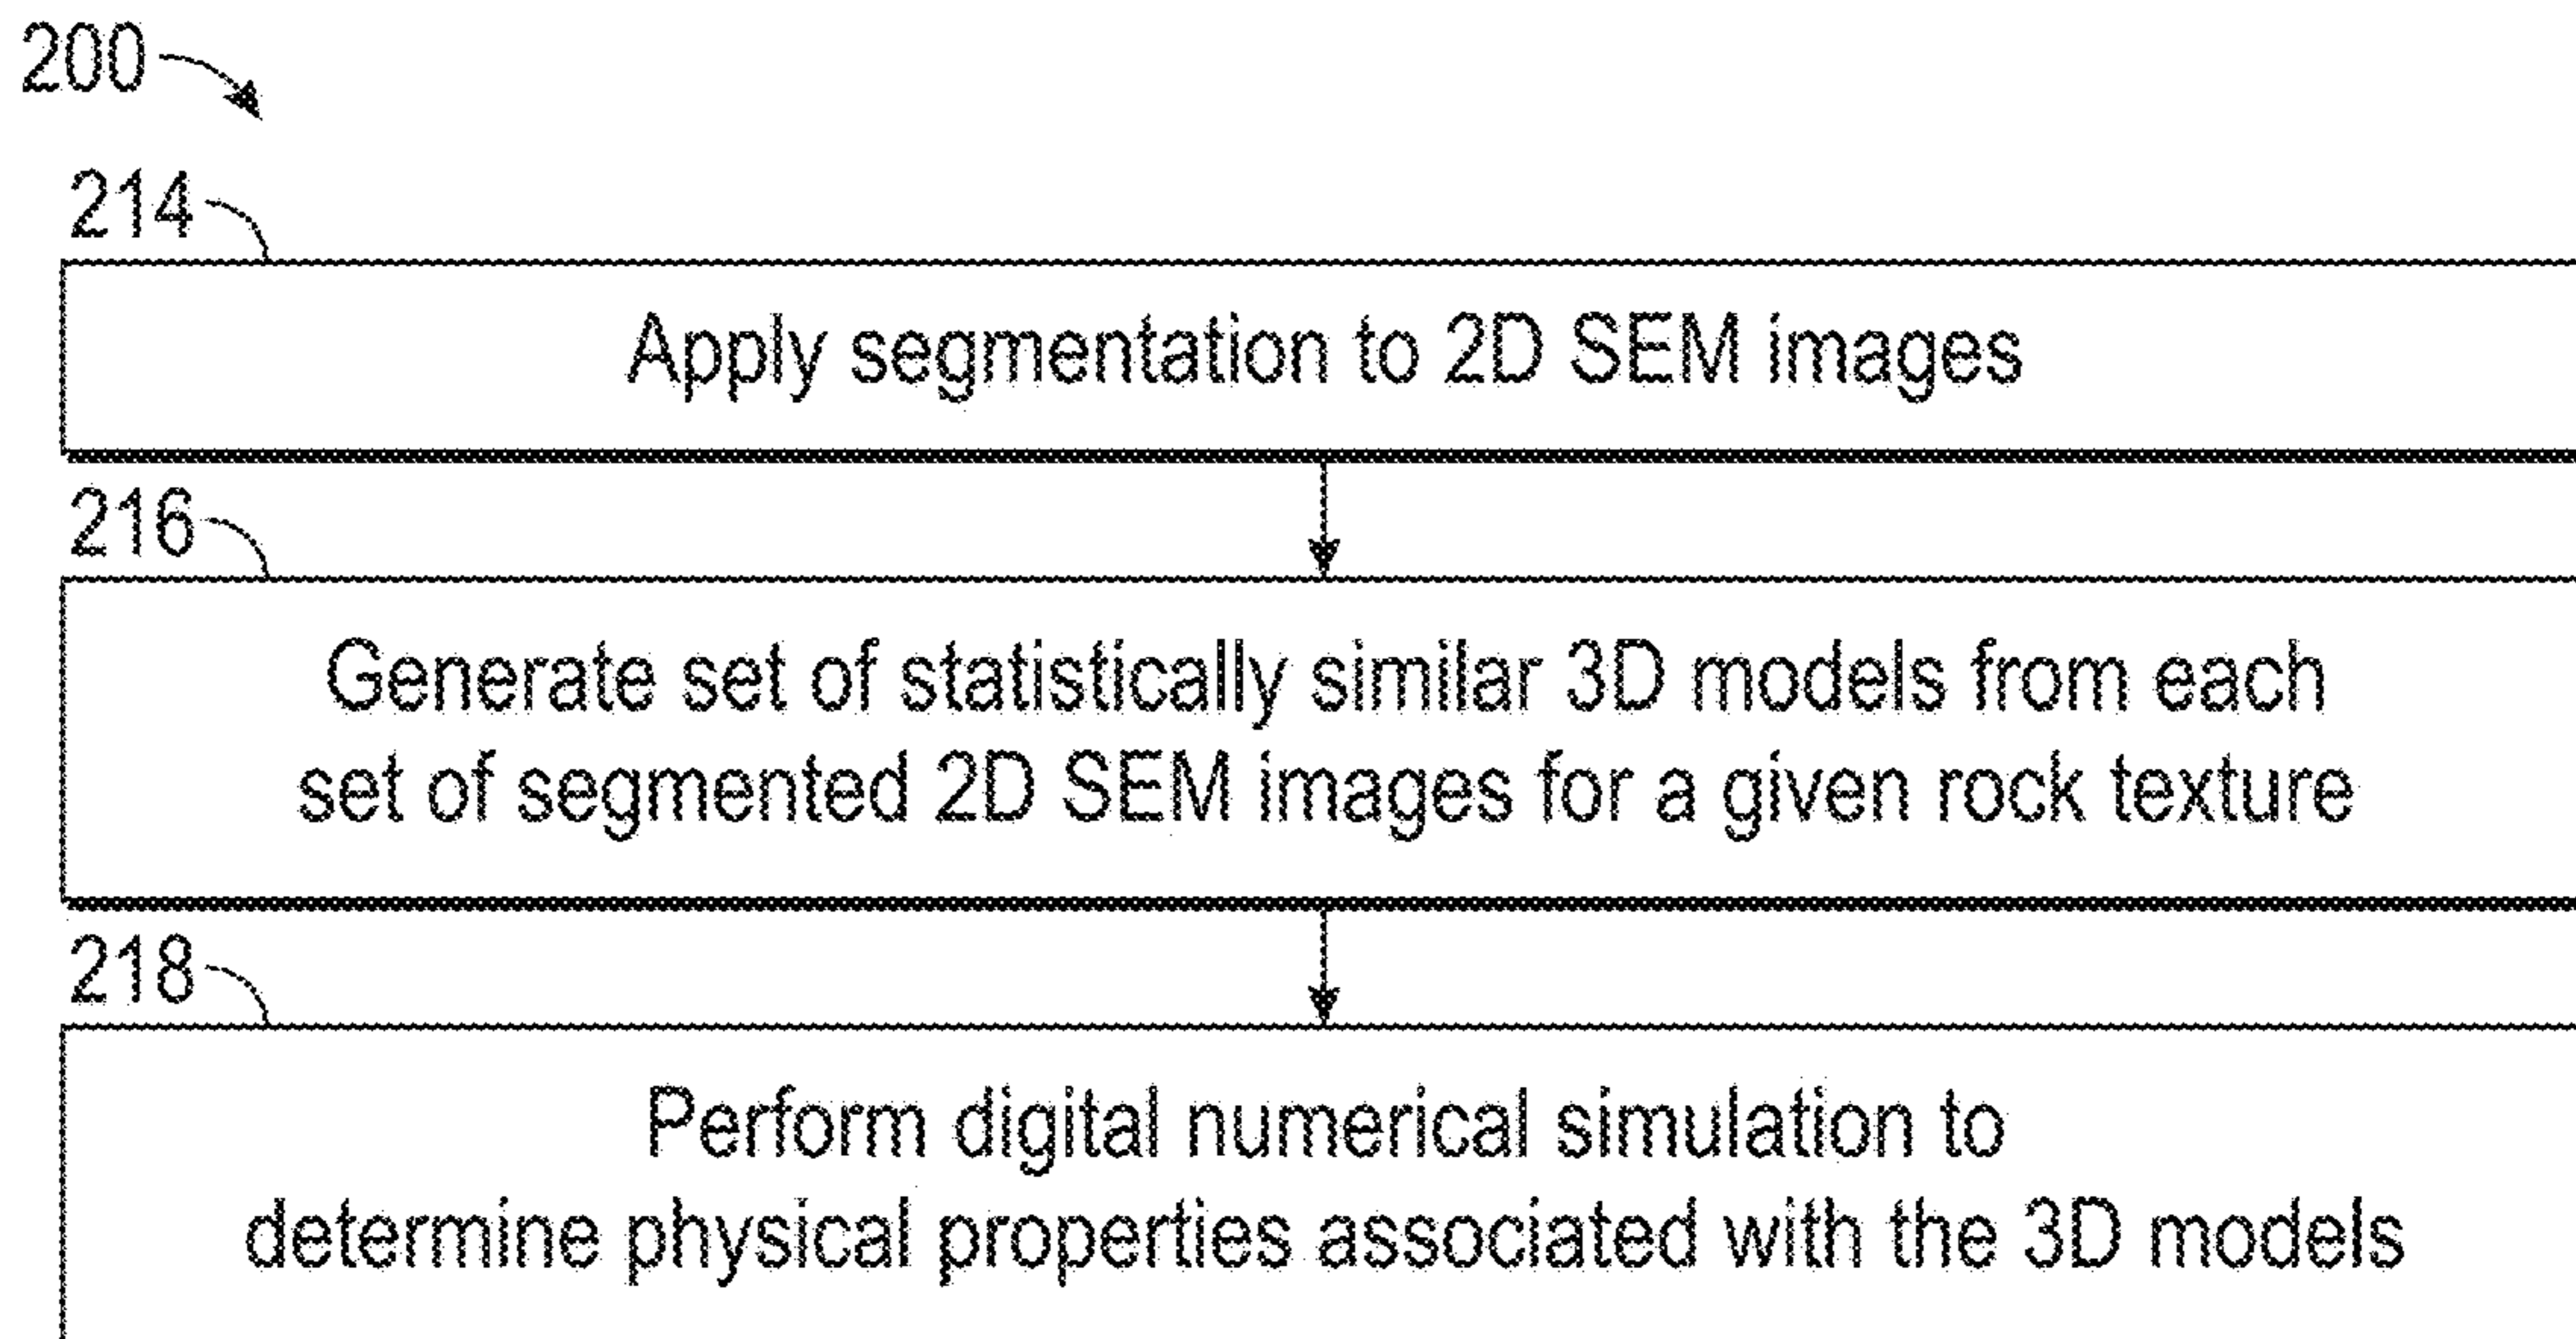 200
214
Apply segmentation to 2D SEM images
216
Generate set of statistically similar 3D models from each
set of segmented 2D SEM images for a given rock texture
218
Perform digital numerical simulation to
determine physical properties associated with the 3D models